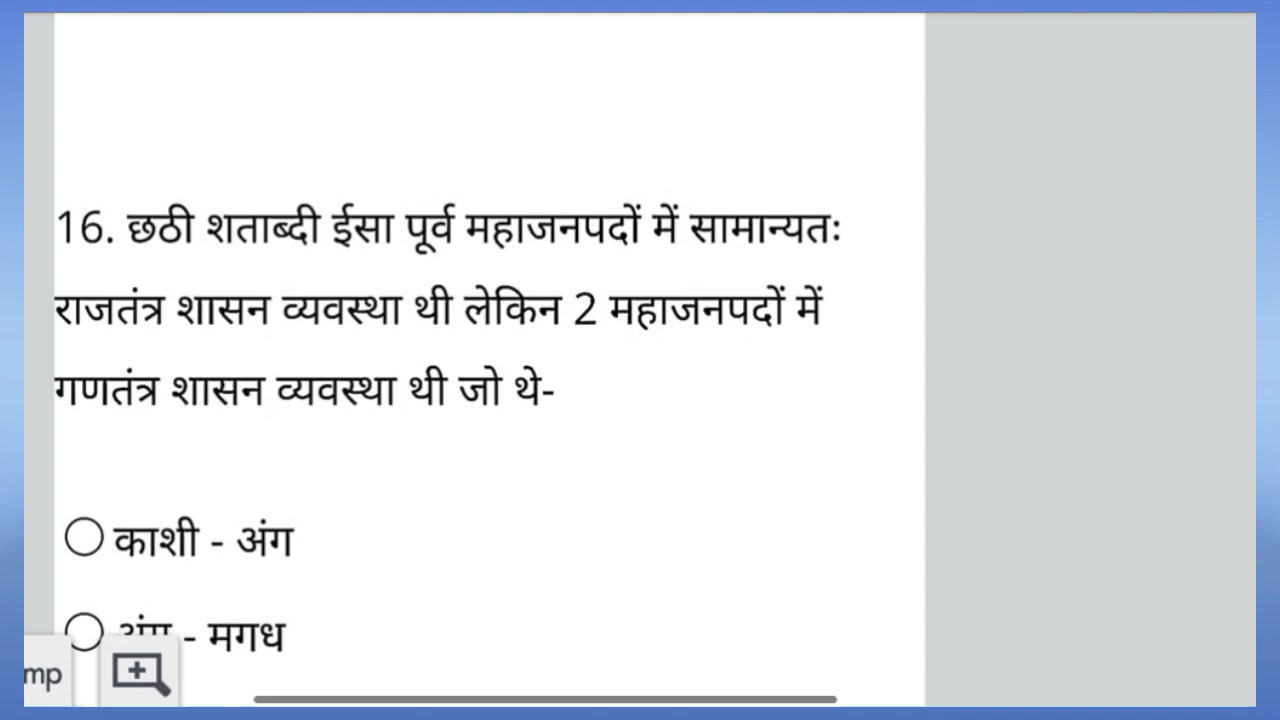 16. छठी शताब्दी ईसा पूर्व महाजनपदों में सामान्यतः
राजतंत्र शासन व्यवस्था थी लेकिन 2 महाजनपदों में
गणतंत्र शासन व्यवस्था थी जो थे-
काशी - अंग
अंग - मगध
mp